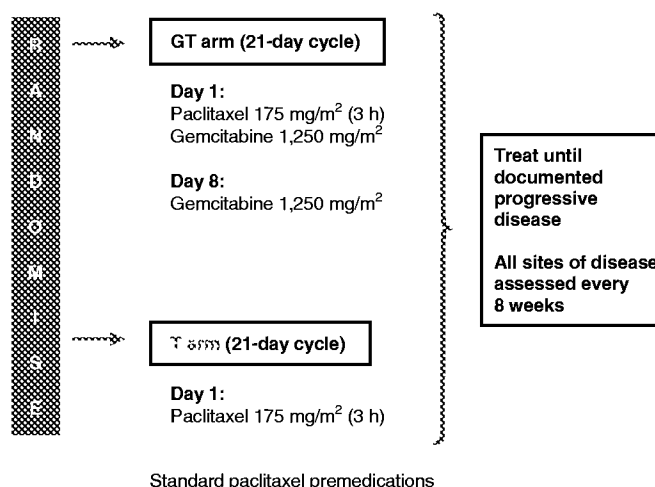 RANDOMISE
GT arm (21-day cycle)
Day 1:
Paclitaxel 175 mg/m² (3 h)
Gemcitabine 1,250 mg/m²
Day 8:
Gemcitabine 1,250 mg/m²
T arm (21-day cycle)
Day 1:
Paclitaxel 175 mg/m² (3 h)
Treat until
documented
progressive
disease
All sites of disease
assessed every
8 weeks
Standard paclitaxel premedications